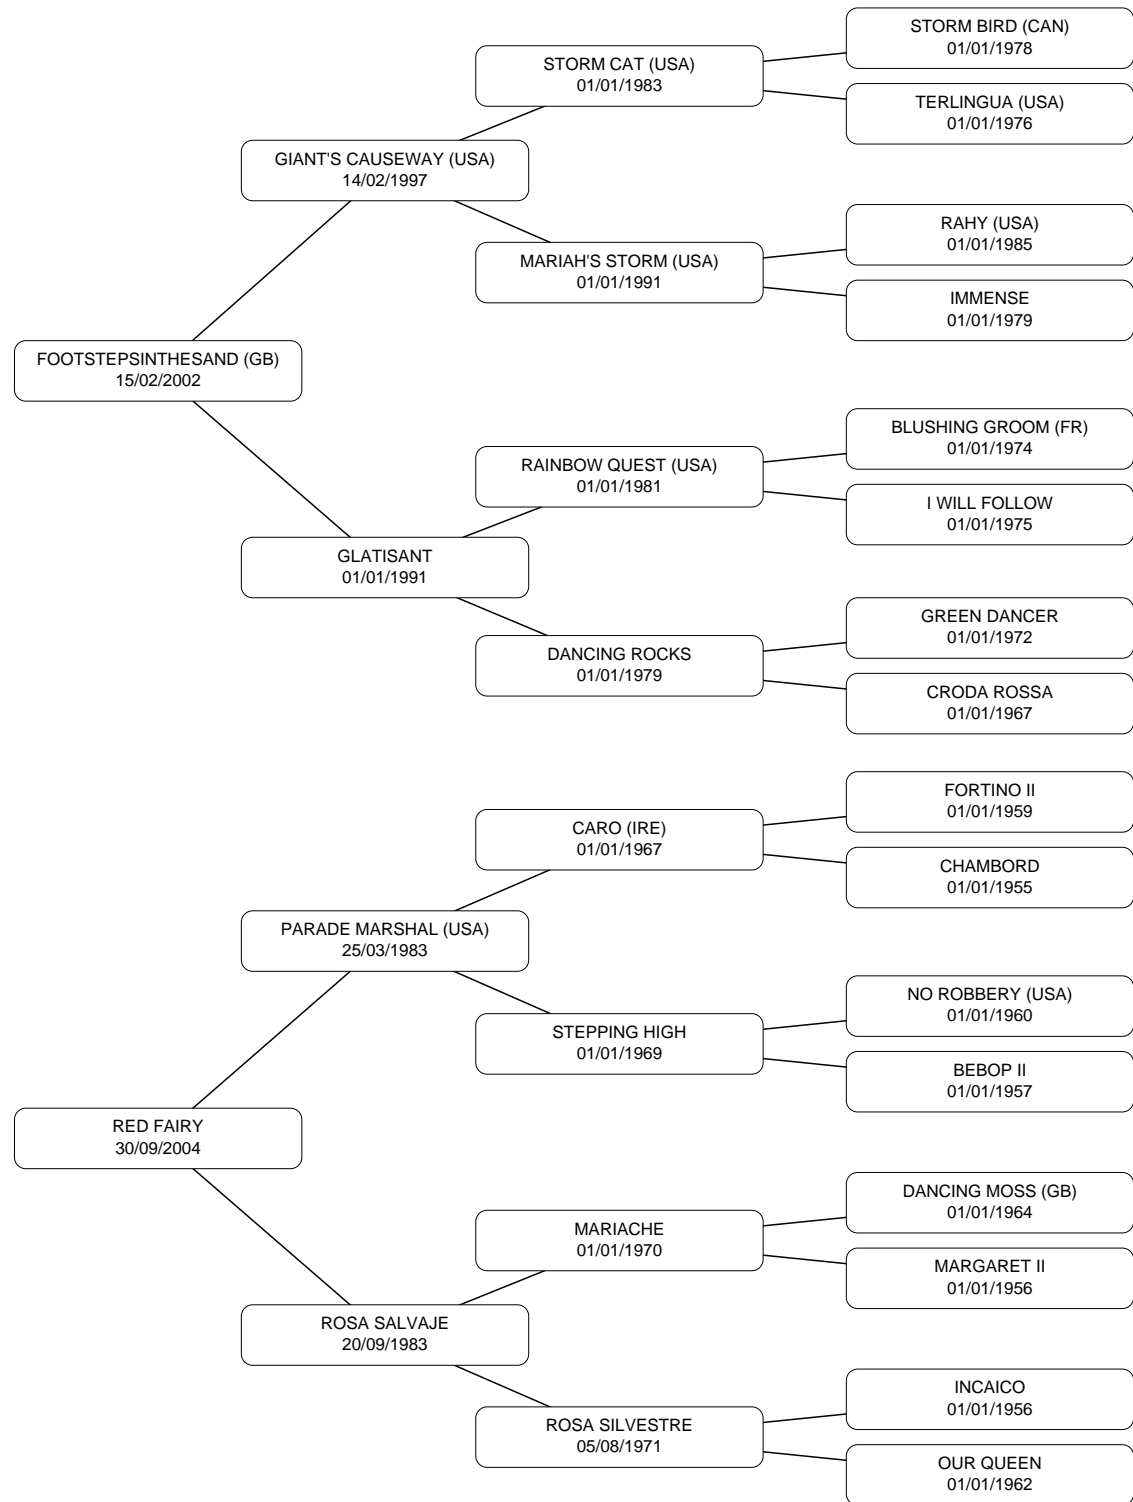 STORM BIRD (CAN)
01/01/1978
STORM CAT (USA)
01/01/1983
TERLINGUA (USA)
01/01/1976
GIANT'S CAUSEWAY (USA)
14/02/1997
RAHY (USA)
01/01/1985
MARIAH'S STORM (USA)
01/01/1991
IMMENSE
01/01/1979
FOOTSTEPSINTHESAND (GB)
15/02/2002
BLUSHING GROOM (FR)
01/01/1974
RAINBOW QUEST (USA)
01/01/1981
I WILL FOLLOW
01/01/1975
GLATISANT
01/01/1991
GREEN DANCER
01/01/1972
DANCING ROCKS
01/01/1979
CRODA ROSSA
01/01/1967
FORTINO II
01/01/1959
CARO (IRE)
01/01/1967
CHAMBORD
01/01/1955
PARADE MARSHAL (USA)
25/03/1983
NO ROBBERY (USA)
01/01/1960
STEPPING HIGH
01/01/1969
BEBOP II
01/01/1957
RED FAIRY
30/09/2004
DANCING MOSS (GB)
01/01/1964
MARIACHE
01/01/1970
MARGARET II
01/01/1956
ROSA SALVAJE
20/09/1983
INCAICO
01/01/1956
ROSA SILVESTRE
05/08/1971
OUR QUEEN
01/01/1962